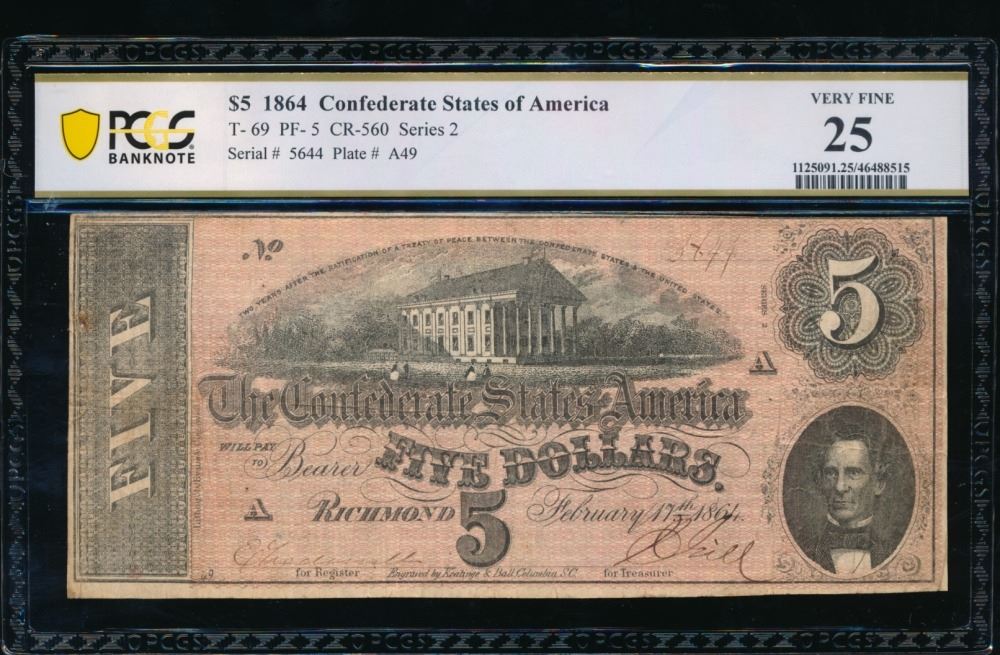 PCGS
BANKNOTE
$5 1864 Confederate States of America
T- 69 PF- 5 CR-560 Series 2
Serial # 5644 Plate # A49
VERY FINE
25
1125091.25/46488515
No
TWO YEARS AFTER THE RATIFICATION OF A TREATY OF PEACE BETWEEN THE CONFEDERATE STATES & THE UNITED STATES
SERIES 2
5
FIVE
A
The Confederate States of America
WILL PAY
TO Bearer FIVE DOLLARS.
A RICHMOND 5 February 17th 1864.
49 for Register Engraved by Keatinge & Ball, Columbia, S.C. for Treasurer